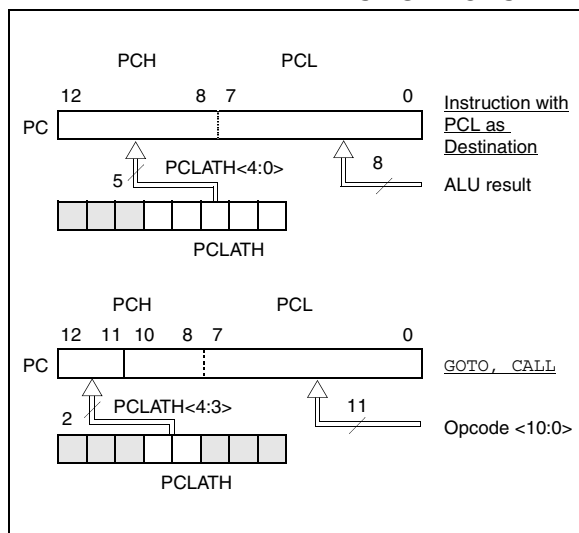 PCH PCL
12 8 7 0
PC
Instruction with
PCL as
Destination
5 PCLATH<4:0> 8
ALU result
PCLATH
PCH PCL
12 11 10 8 7 0
PC GOTO, CALL
2 PCLATH<4:3> 11
Opcode <10:0>
PCLATH